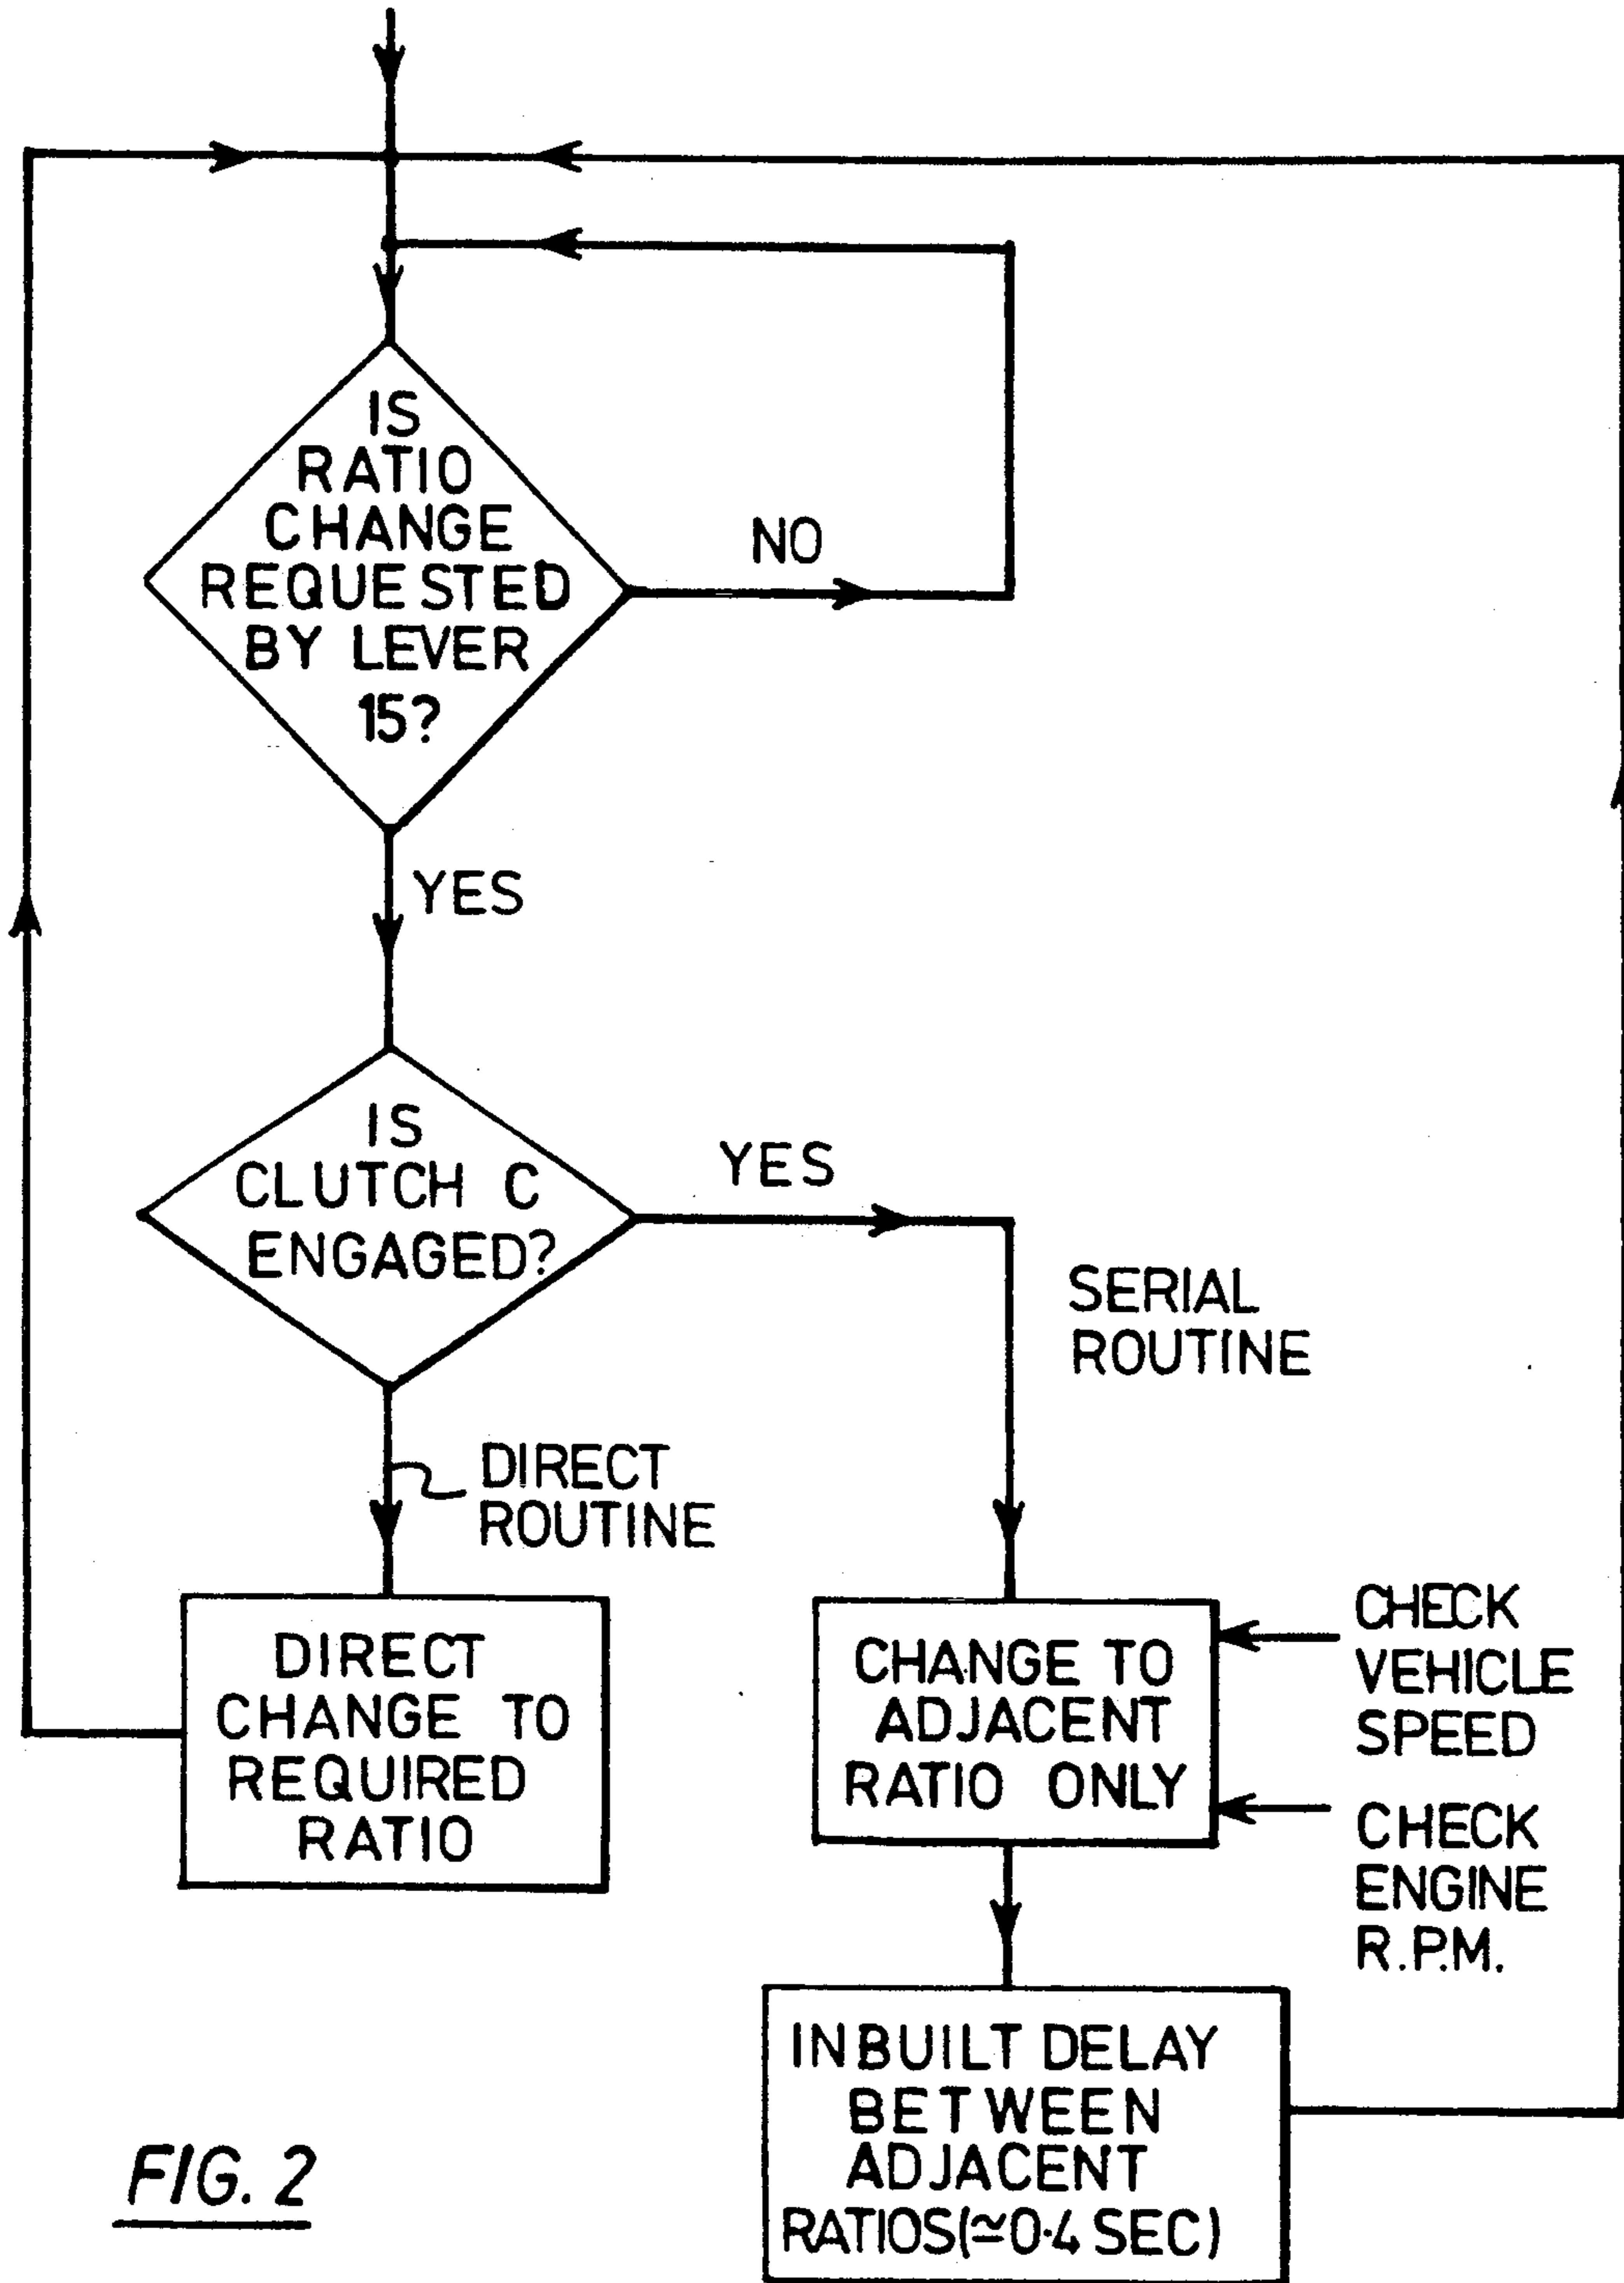 IS
RATIO
CHANGE
REQUESTED
BY LEVER
15?
NO
YES
IS
CLUTCH C
ENGAGED?
YES
SERIAL
ROUTINE
DIRECT
ROUTINE
DIRECT
CHANGE TO
REQUIRED
RATIO
CHANGE TO
ADJACENT
RATIO ONLY
CHECK
VEHICLE
SPEED
CHECK
ENGINE
R.P.M.
INBUILT DELAY
BETWEEN
ADJACENT
RATIOS(≃0·4 SEC)
FIG. 2